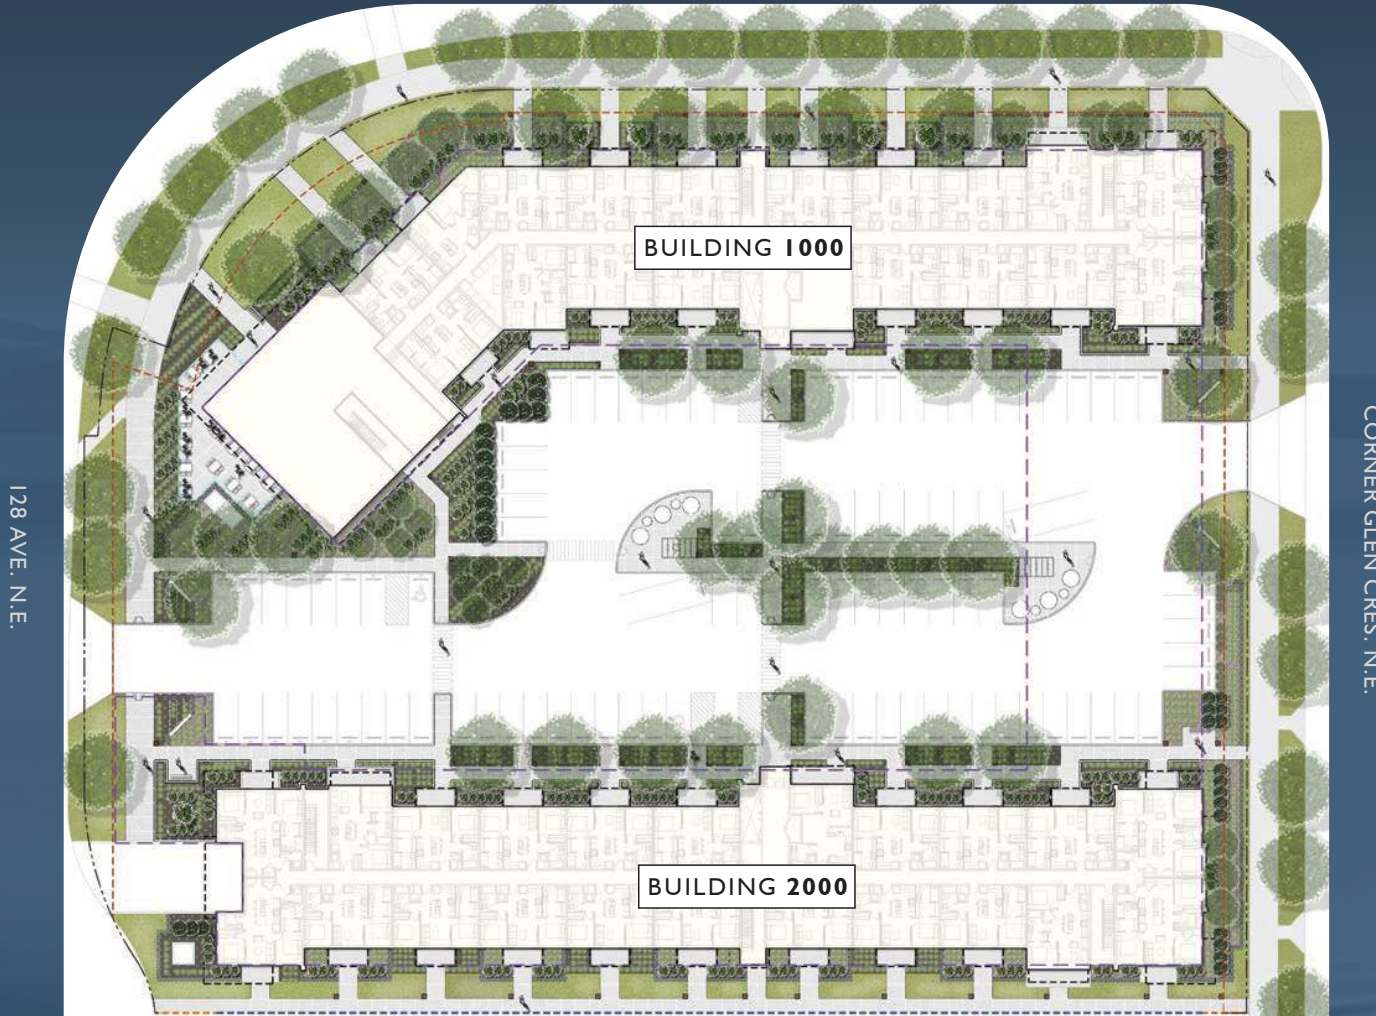 BUILDING 1000
128 AVE. N.E.
CORNER GLEN CRES. N.E.
BUILDING 2000